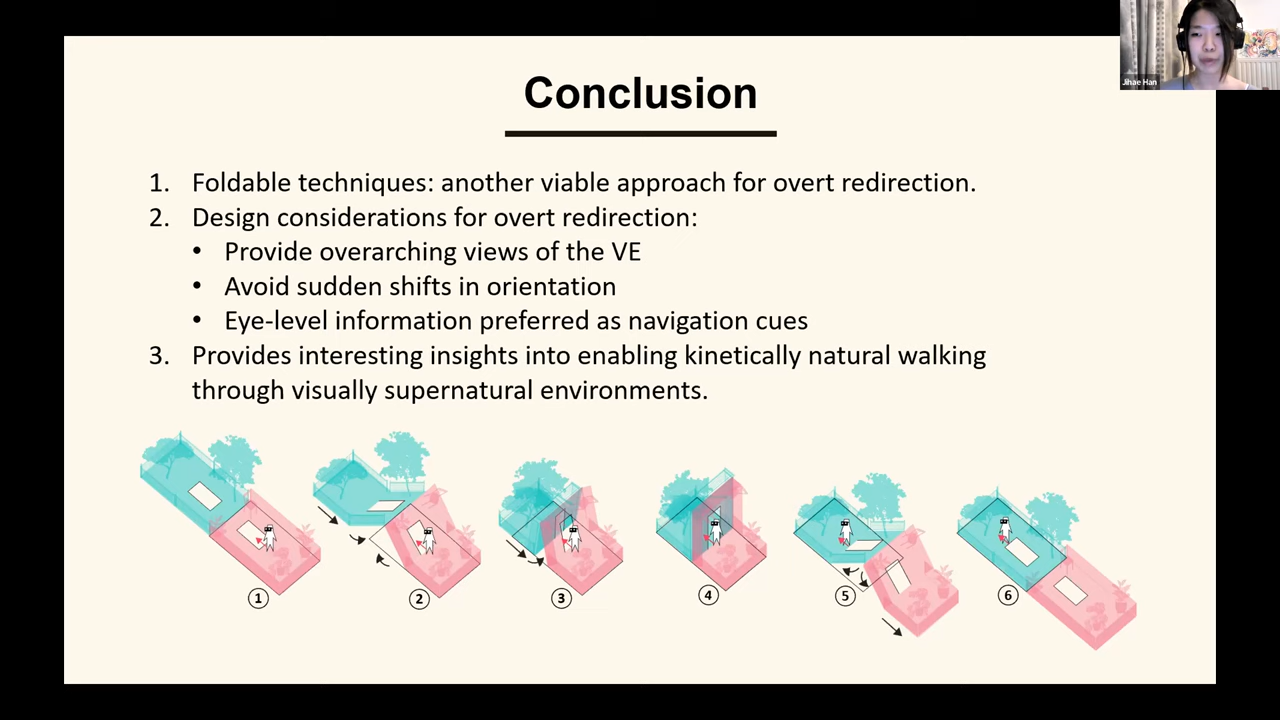 Jihae Han
Conclusion
1. Foldable techniques: another viable approach for overt redirection.
2. Design considerations for overt redirection:
• Provide overarching views of the VE
• Avoid sudden shifts in orientation
• Eye-level information preferred as navigation cues
3. Provides interesting insights into enabling kinetically natural walking
through visually supernatural environments.
① ② ③ ④ ⑤ ⑥